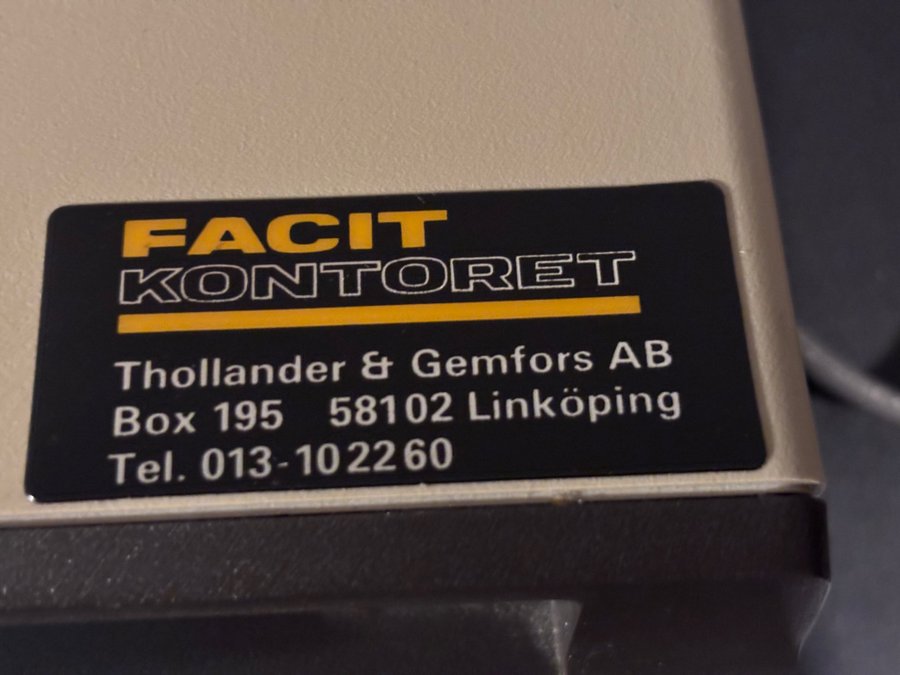 FACIT
KONTORET
Thollander & Gemfors AB
Box 195 58102 Linköping
Tel. 013-102260